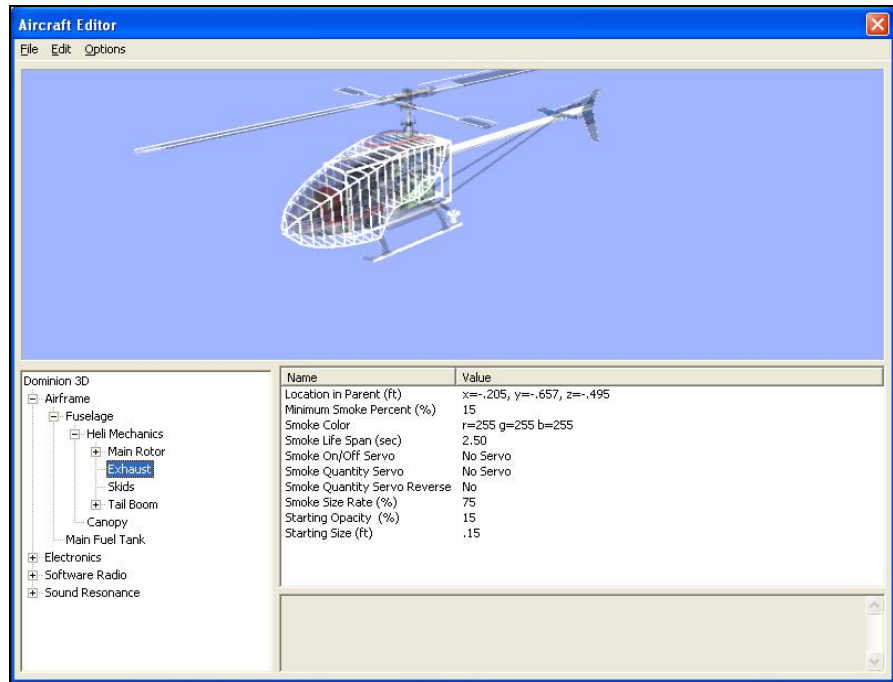 Aircraft Editor
File Edit Options
Dominion 3D
Airframe
Fuselage
Heli Mechanics
Main Rotor
Exhaust
Skids
Tail Boom
Canopy
Main Fuel Tank
Electronics
Software Radio
Sound Resonance
Name Value
Location in Parent (ft) x=-.205, y=-.657, z=-.495
Minimum Smoke Percent (%) 15
Smoke Color r=255 g=255 b=255
Smoke Life Span (sec) 2.50
Smoke On/Off Servo No Servo
Smoke Quantity Servo No Servo
Smoke Quantity Servo Reverse No
Smoke Size Rate (%) 75
Starting Opacity (%) 15
Starting Size (ft) .15